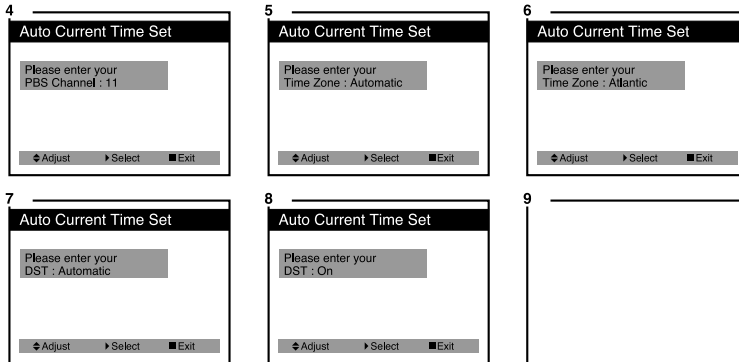 4
Auto Current Time Set
Please enter your
PBS Channel : 11
Adjust Select Exit
5
Auto Current Time Set
Please enter your
Time Zone : Automatic
Adjust Select Exit
6
Auto Current Time Set
Please enter your
Time Zone : Atlantic
Adjust Select Exit
7
Auto Current Time Set
Please enter your
DST : Automatic
Adjust Select Exit
8
Auto Current Time Set
Please enter your
DST : On
Adjust Select Exit
9